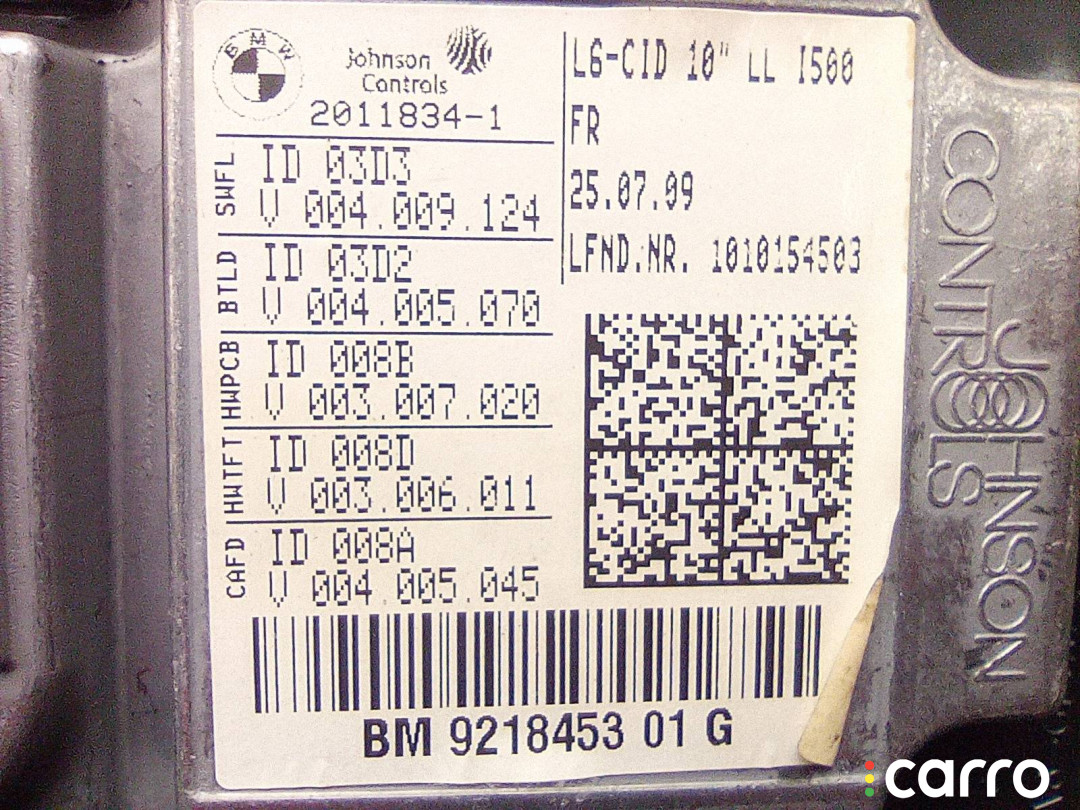 BMW
Johnson
Controls
2011834-1
SWFL
ID 03D3
V 004.009.124
BTLD
ID 03D2
V 004.005.070
HWPCB
ID 008B
V 003.007.020
HWTFT
ID 008D
V 003.006.011
CAFD
ID 008A
V 004.005.045
L6-CID 10" LL I500
FR
25.07.09
LFND.NR. 1010154503
BM 9218453 01 G
JOHNSON
CONTROLS
carro